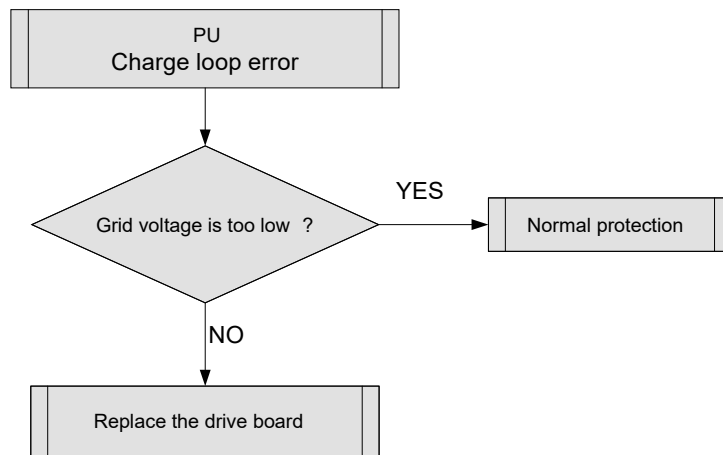 PU
Charge loop error
YES
Grid voltage is too low ?
Normal protection
NO
Replace the drive board